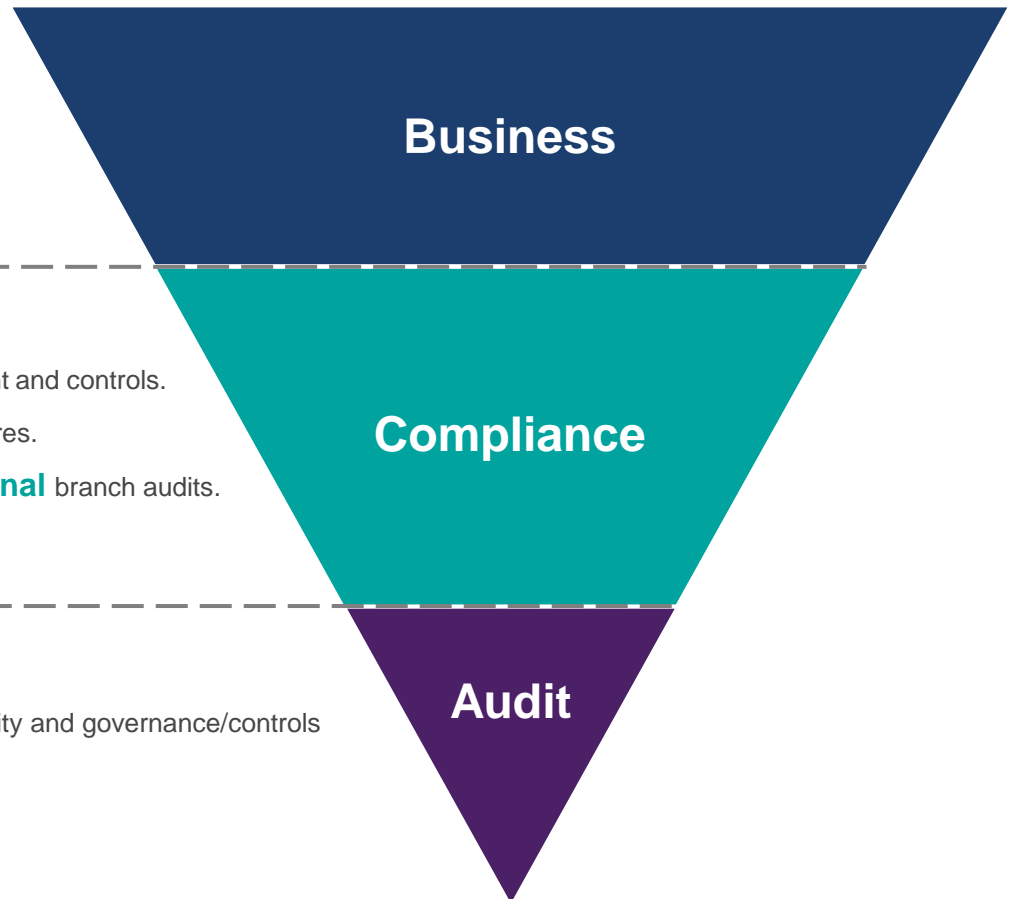 Business
t and controls.
Compliance
res.
nal branch audits.
Audit
ity and governance/controls